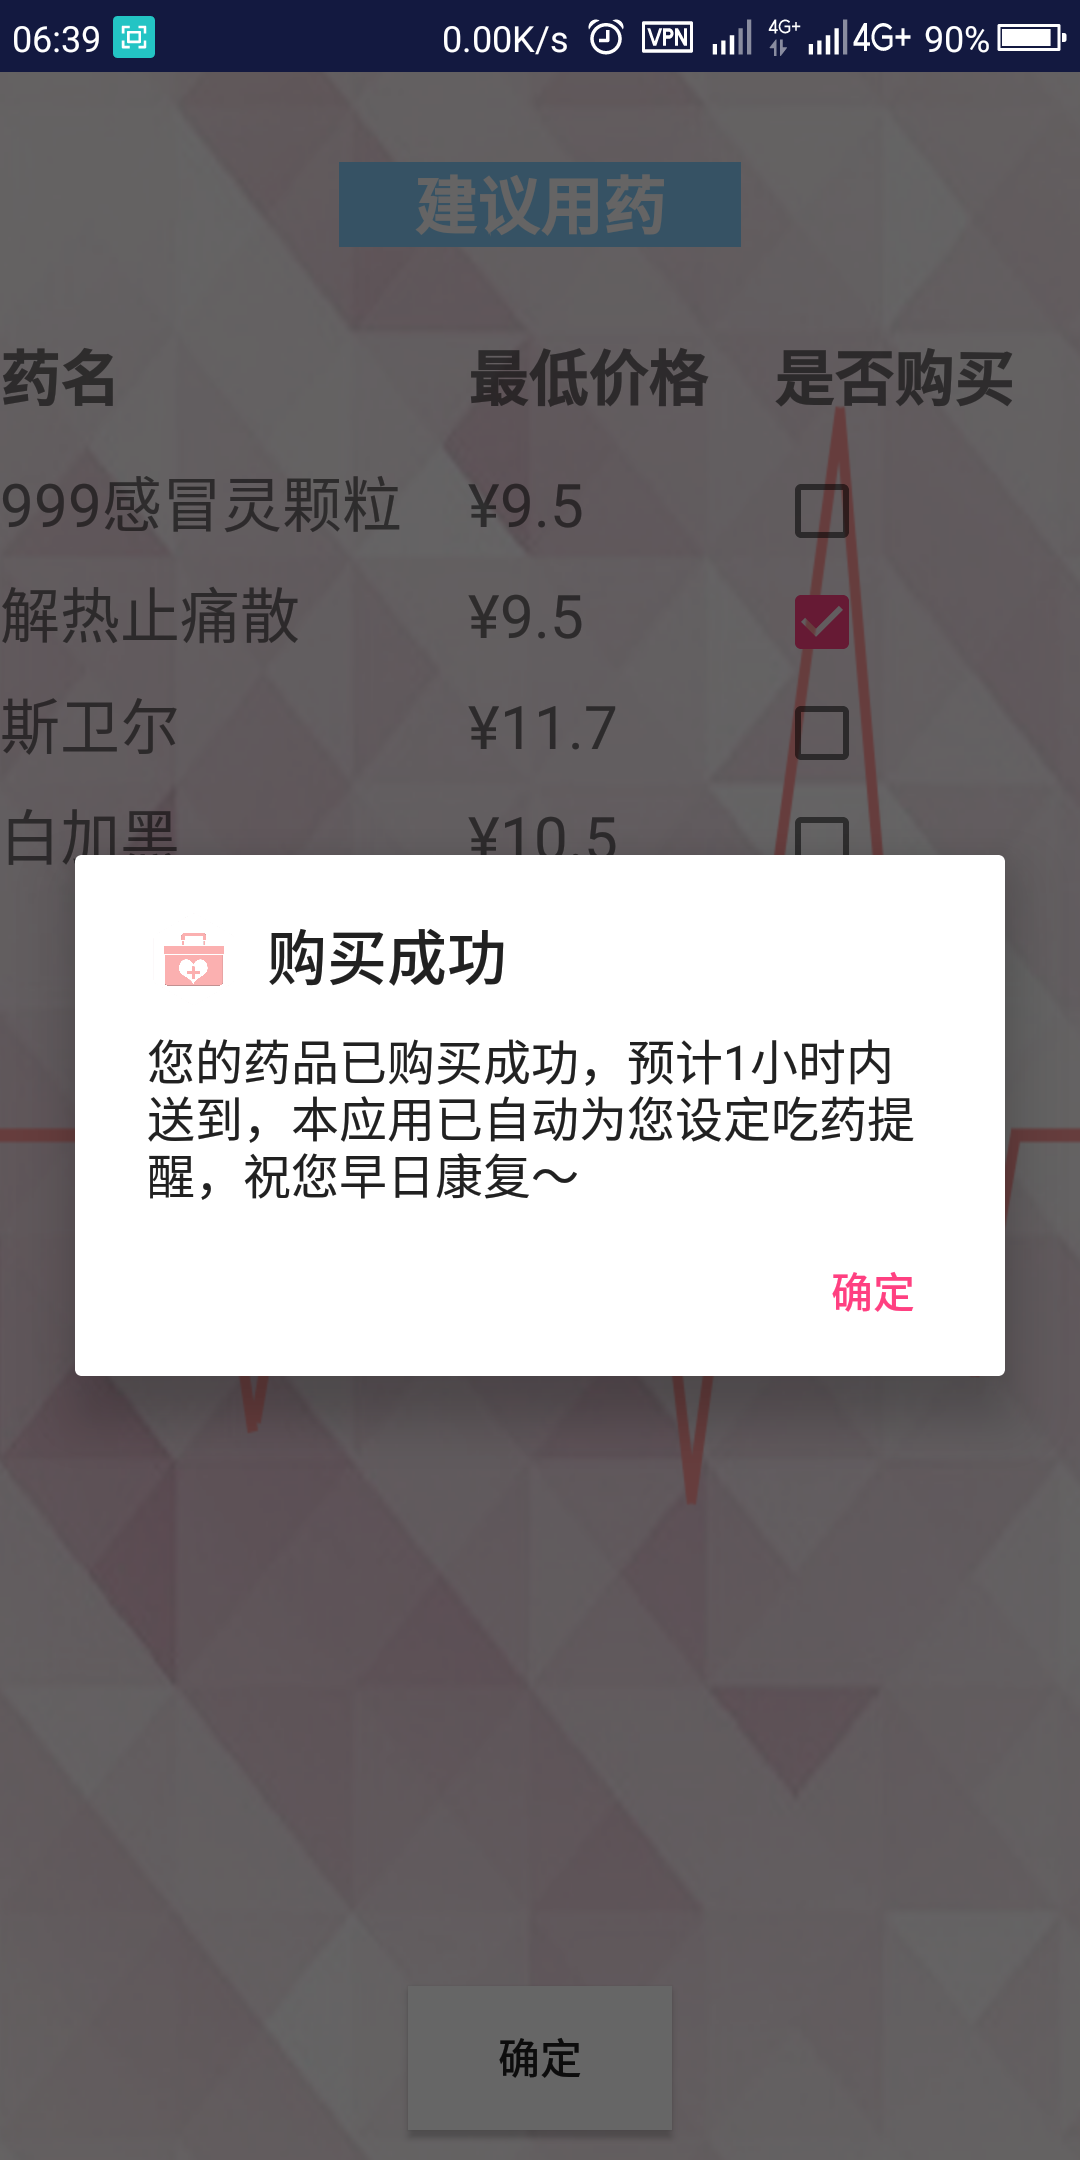 06:39 0.00K/s VPN 4G+ 4G+ 90%
建议用药
药名 最低价格 是否购买
999感冒灵颗粒 ¥9.5
解热止痛散 ¥9.5
斯卫尔 ¥11.7
白加黑 ¥10.5
购买成功
您的药品已购买成功，预计1小时内
送到，本应用已自动为您设定吃药提
醒，祝您早日康复～
确定
确定